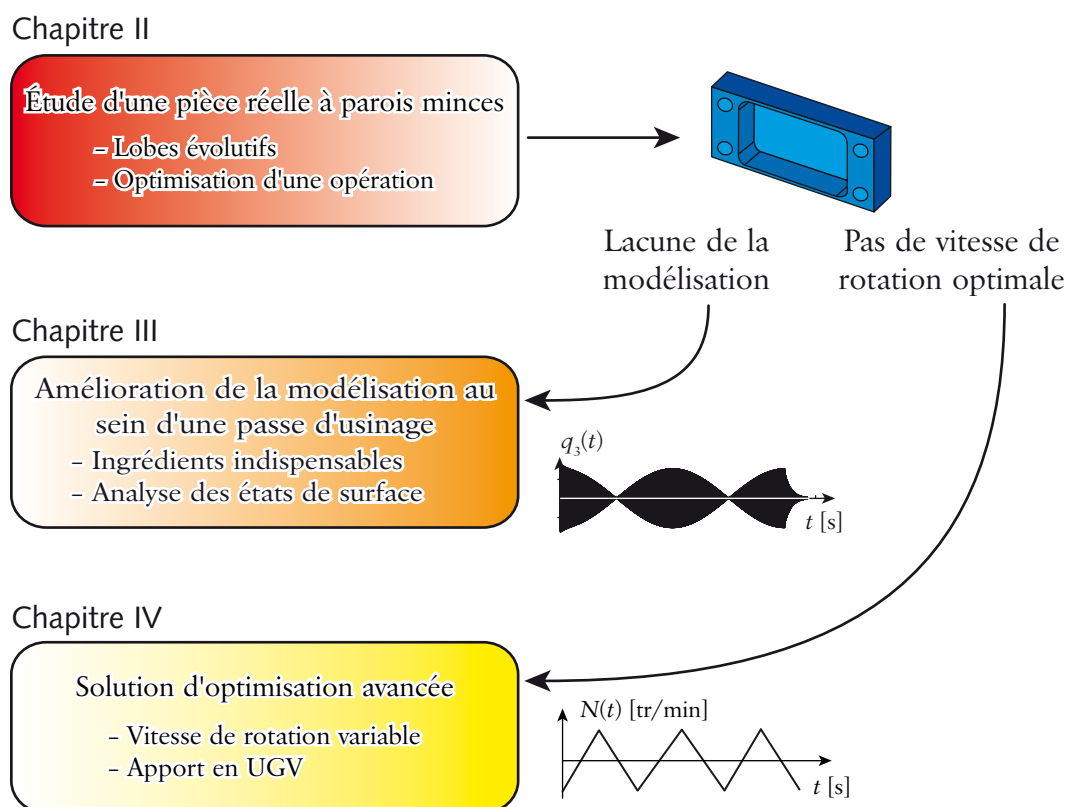 Chapitre II
Étude d'une pièce réelle à parois minces
- Lobes évolutifs
- Optimisation d'une opération
Lacune de la
modélisation
Pas de vitesse de
rotation optimale
Chapitre III
Amélioration de la modélisation au
sein d'une passe d'usinage
- Ingrédients indispensables
- Analyse des états de surface
q₃(t)
t [s]
Chapitre IV
Solution d'optimisation avancée
- Vitesse de rotation variable
- Apport en UGV
N(t) [tr/min]
t [s]